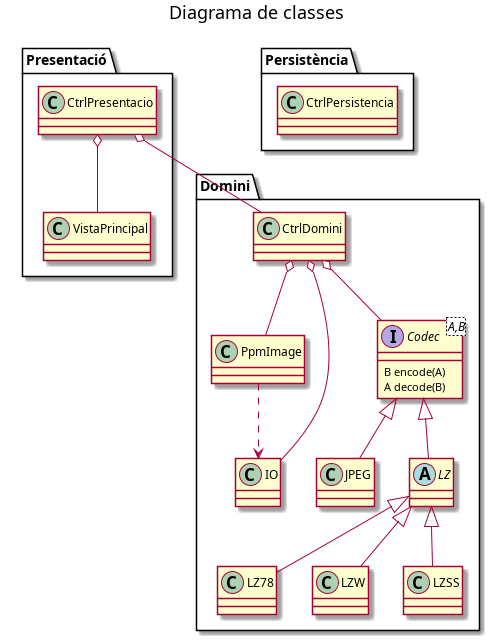 Diagrama de classes
Presentació
Persistència
C CtrlPresentacio
C CtrlPersistencia
Domini
C VistaPrincipal
C CtrlDomini
C PpmImage
I Codec A,B
B encode(A)
A decode(B)
C IO
C JPEG
A LZ
C LZ78
C LZW
C LZSS